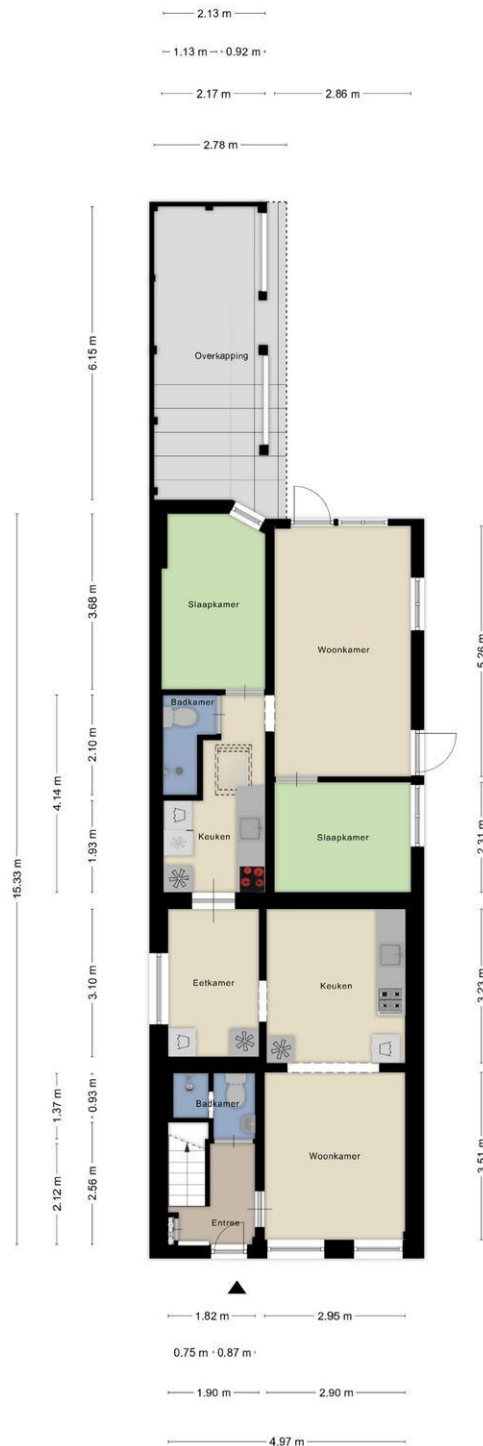 2.13 m
1.13 m 0.92 m
2.17 m 2.86 m
2.78 m
6.15 m
Overkapping
15.33 m
3.68 m
5.26 m
Slaapkamer
Woonkamer
4.14 m
2.10 m
Badkamer
1.93 m
2.31 m
Keuken
Slaapkamer
3.10 m
3.23 m
Eetkamer
Keuken
1.37 m
0.93 m
3.51 m
Badkamer
Woonkamer
2.12 m
2.56 m
Entree
1.82 m 2.95 m
0.75 m 0.87 m
1.90 m 2.90 m
4.97 m